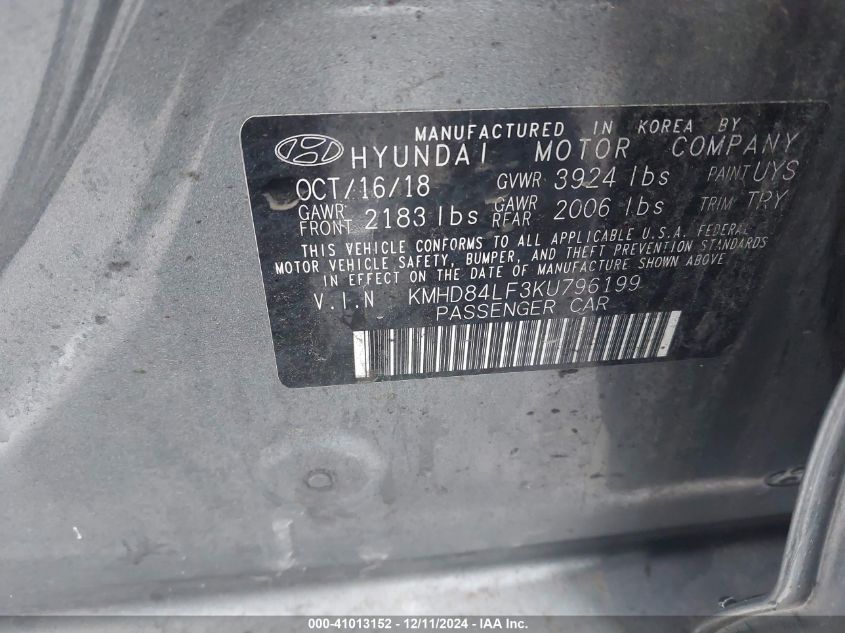 MANUFACTURED IN KOREA BY
HYUNDAI MOTOR COMPANY
OCT/16/18 GVWR 3924 lbs PAINT UYS
GAWR FRONT 2183 lbs GAWR REAR 2006 lbs TRIM TRY
THIS VEHICLE CONFORMS TO ALL APPLICABLE U.S.A. FEDERAL
MOTOR VEHICLE SAFETY, BUMPER, AND THEFT PREVENTION STANDARDS
IN EFFECT ON THE DATE OF MANUFACTURE SHOWN ABOVE
V.I.N KMHD84LF3KU796199
PASSENGER CAR
000-41013152 - 12/11/2024 - IAA Inc.